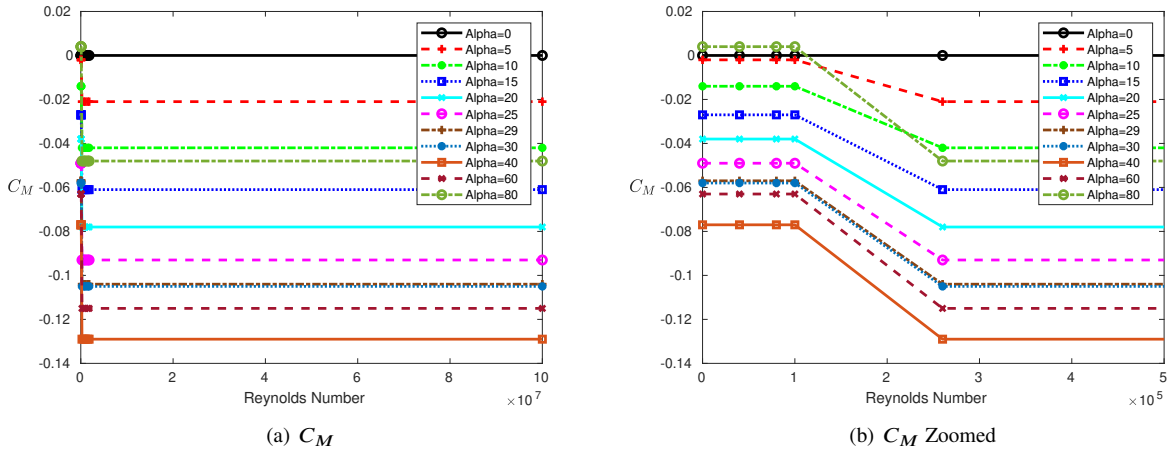 0.02
0
-0.02
-0.04
-0.06
-0.08
-0.1
-0.12
-0.14
C_M
0 2 4 6 8 10
Reynolds Number ×10^7
Alpha=0
Alpha=5
Alpha=10
Alpha=15
Alpha=20
Alpha=25
Alpha=29
Alpha=30
Alpha=40
Alpha=60
Alpha=80
(a) C_M
0.02
0
-0.02
-0.04
-0.06
-0.08
-0.1
-0.12
-0.14
C_M
0 1 2 3 4 5
Reynolds Number ×10^5
Alpha=0
Alpha=5
Alpha=10
Alpha=15
Alpha=20
Alpha=25
Alpha=29
Alpha=30
Alpha=40
Alpha=60
Alpha=80
(b) C_M Zoomed